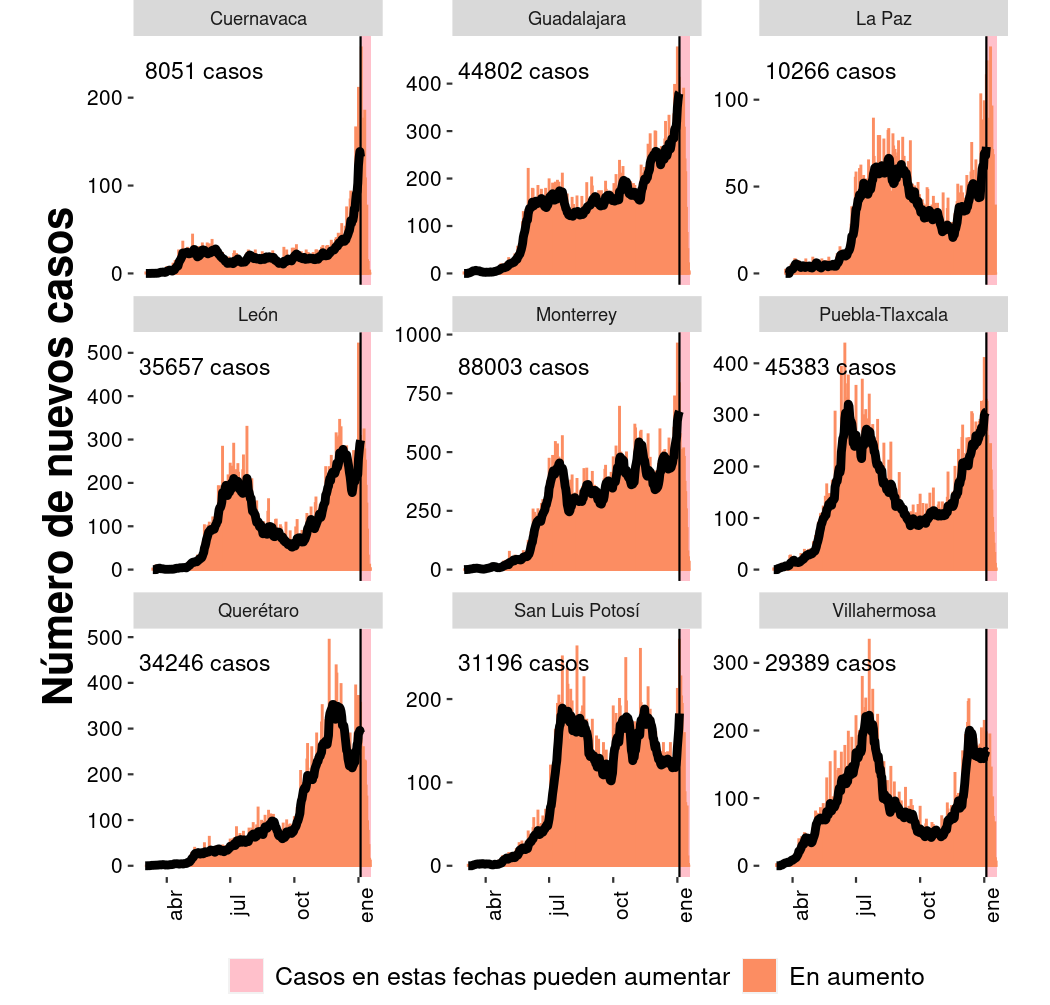 Número de nuevos casos
Cuernavaca
8051 casos
200
100
0
Guadalajara
44802 casos
400
300
200
100
0
La Paz
10266 casos
100
50
0
León
35657 casos
500
400
300
200
100
0
Monterrey
88003 casos
1000
750
500
250
0
Puebla-Tlaxcala
45383 casos
400
300
200
100
0
Querétaro
34246 casos
500
400
300
200
100
0
abr
jul
oct
ene
San Luis Potosí
31196 casos
200
100
0
abr
jul
oct
ene
Villahermosa
29389 casos
300
200
100
0
abr
jul
oct
ene
Casos en estas fechas pueden aumentar
En aumento